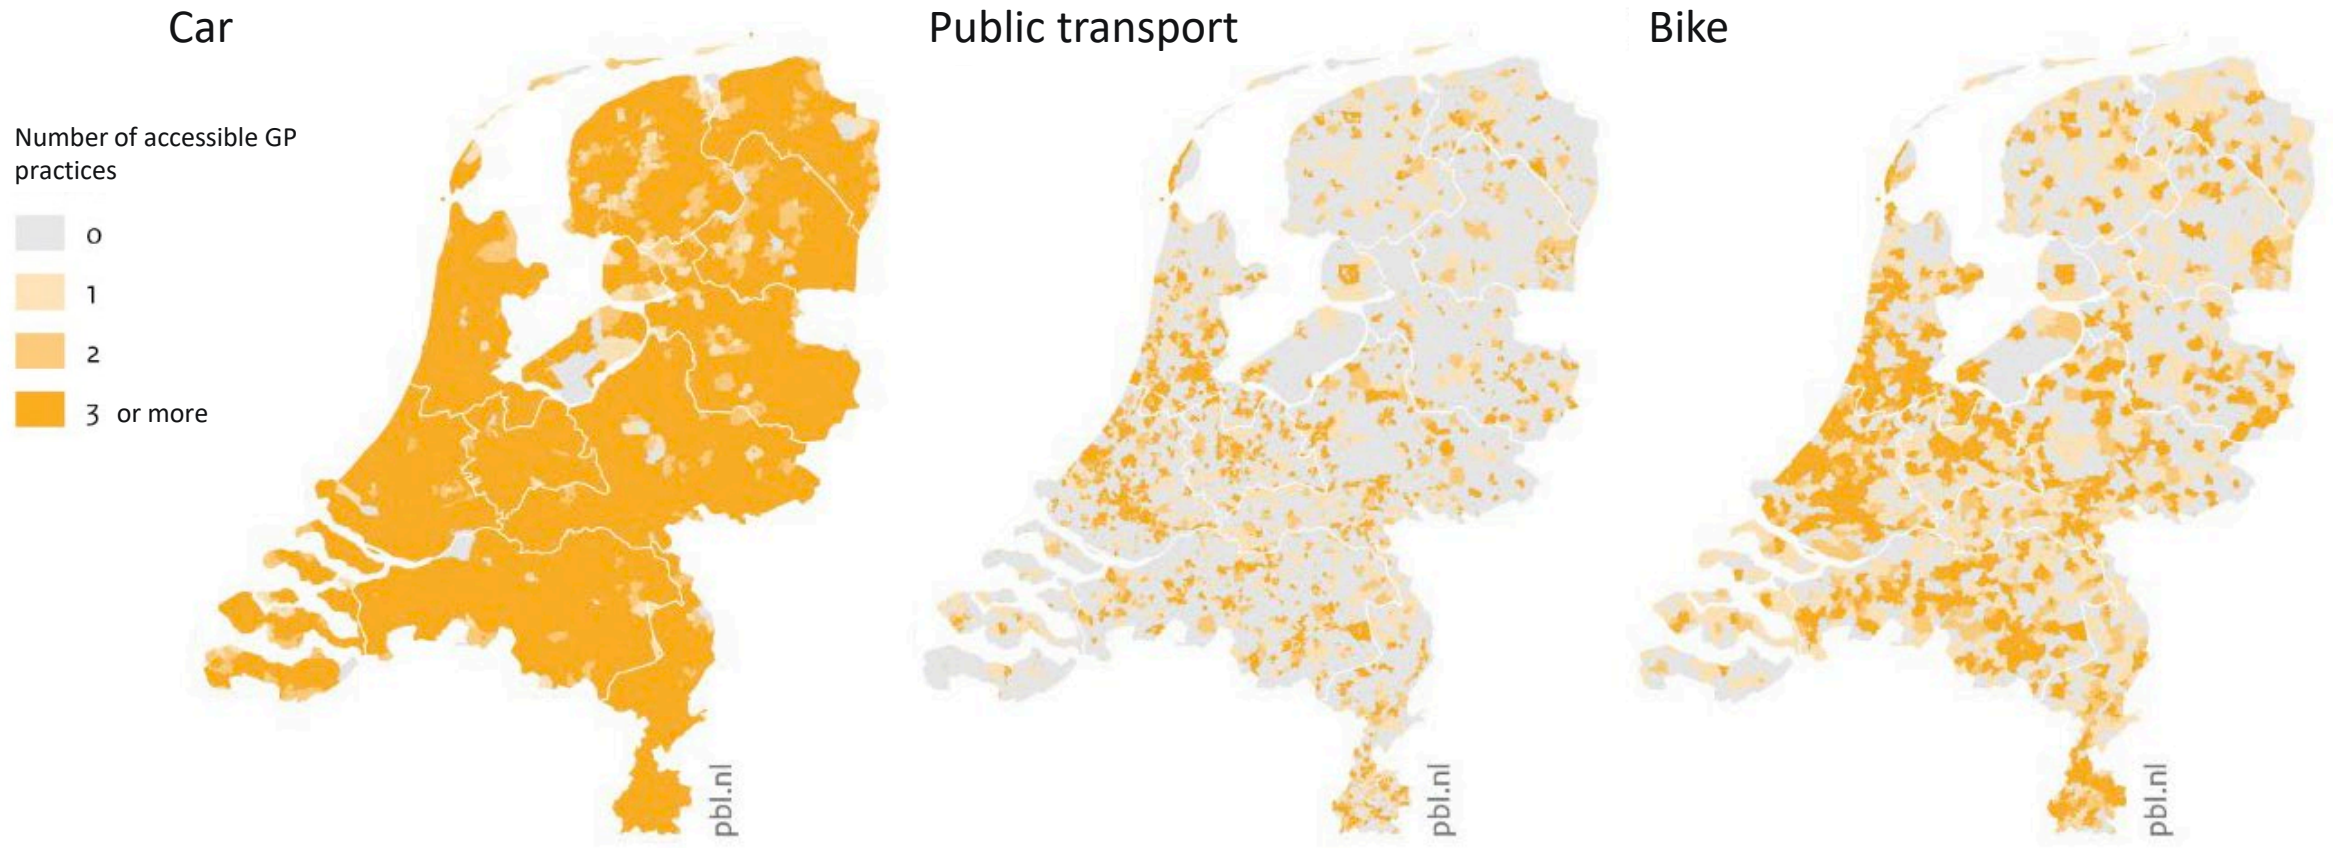 Car
Public transport
Bike
Number of accessible GP
practices
0
1
2
3 or more
pbl.nl
pbl.nl
pbl.nl